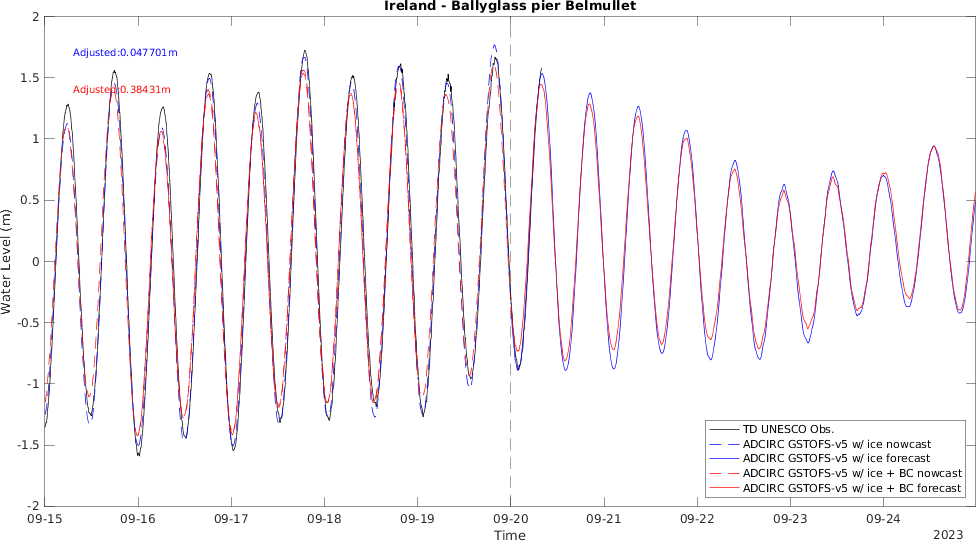 Ireland - Ballyglass pier Belmullet
Adjusted:0.047701m
Adjusted:0.38431m
Water Level (m)
2
1.5
1
0.5
0
-0.5
-1
-1.5
-2
TD UNESCO Obs.
ADCIRC GSTOFS-v5 w/ ice nowcast
ADCIRC GSTOFS-v5 w/ ice forecast
ADCIRC GSTOFS-v5 w/ ice + BC nowcast
ADCIRC GSTOFS-v5 w/ ice + BC forecast
09-15 09-16 09-17 09-18 09-19 09-20 09-21 09-22 09-23 09-24
Time
2023